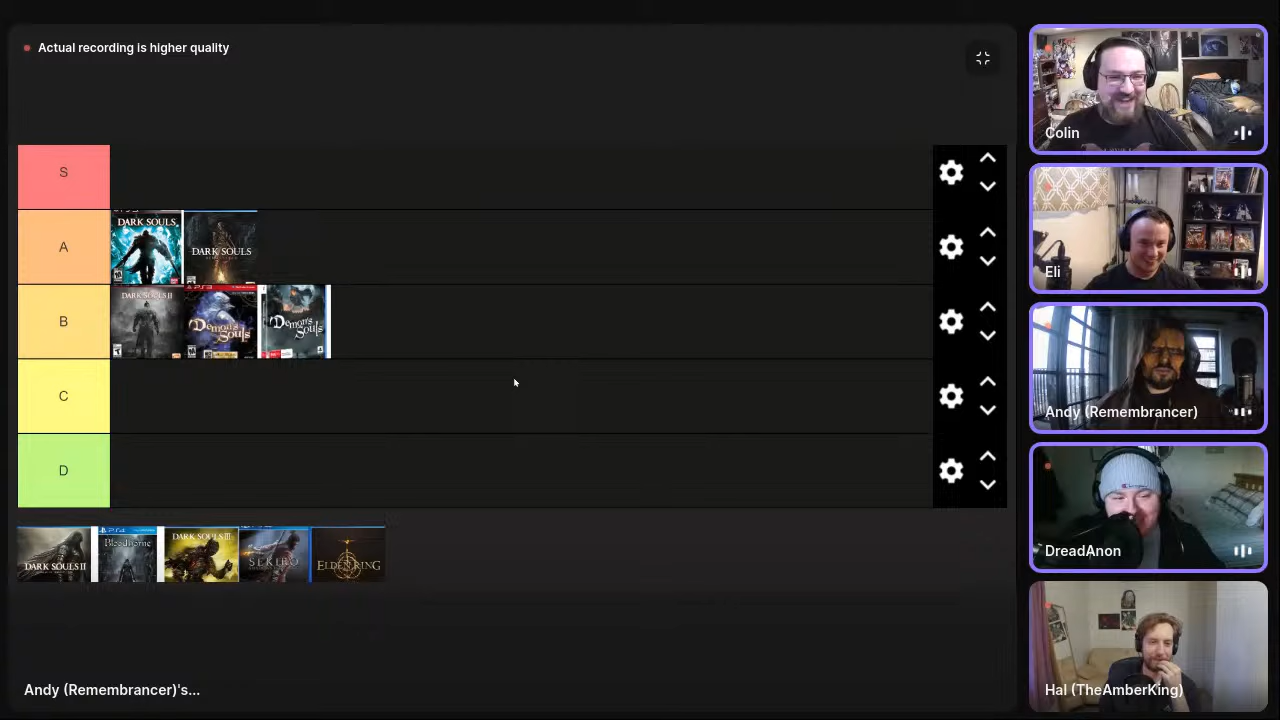 Actual recording is higher quality
S
A
DARK SOULS
DARK SOULS
B
DARK SOULS II
Demon's Souls
Demon's Souls
C
D
DARK SOULS II
PS4
Bloodborne
DARK SOULS III
SEKIRO
ELDEN RING
Andy (Remembrancer)'s...
Colin
Eli
Andy (Remembrancer)
DreadAnon
Hal (TheAmberKing)